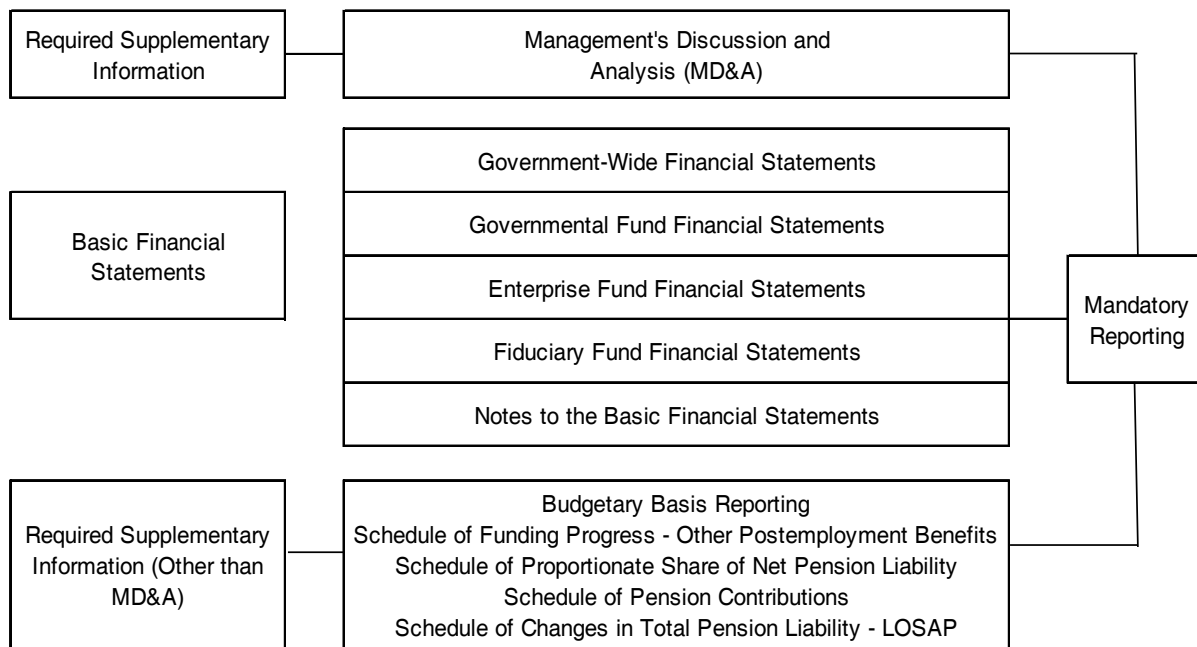 Required Supplementary
Information
Management's Discussion and
Analysis (MD&A)
Government-Wide Financial Statements
Governmental Fund Financial Statements
Basic Financial
Statements
Enterprise Fund Financial Statements
Mandatory
Reporting
Fiduciary Fund Financial Statements
Notes to the Basic Financial Statements
Required Supplementary
Information (Other than
MD&A)
Budgetary Basis Reporting
Schedule of Funding Progress - Other Postemployment Benefits
Schedule of Proportionate Share of Net Pension Liability
Schedule of Pension Contributions
Schedule of Changes in Total Pension Liability - LOSAP